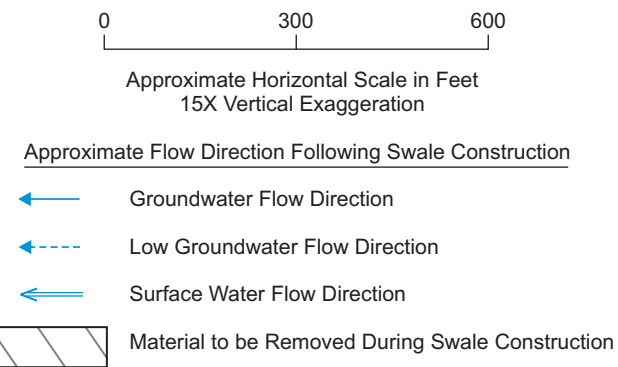 0 300 600
Approximate Horizontal Scale in Feet
15X Vertical Exaggeration
Approximate Flow Direction Following Swale Construction
Groundwater Flow Direction
Low Groundwater Flow Direction
Surface Water Flow Direction
Material to be Removed During Swale Construction